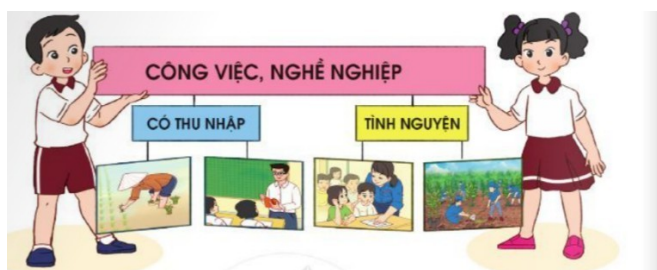 CÔNG VIỆC, NGHỀ NGHIỆP
CÓ THU NHẬP
TÌNH NGUYỆN